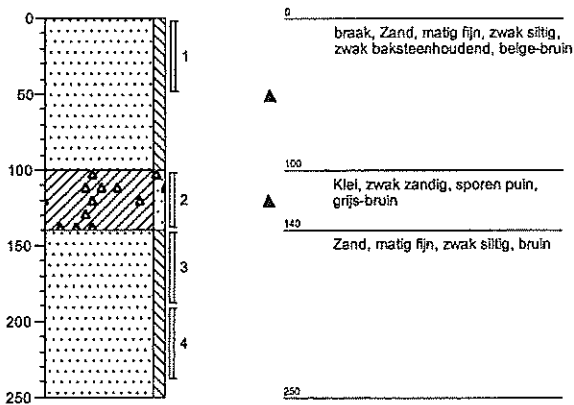 0
50
100
150
200
250
1
2
3
4
0
braak, Zand, matig fijn, zwak siltig,
zwak baksteenhoudend, beige-bruin
100
Klei, zwak zandig, sporen puin,
grijs-bruin
140
Zand, matig fijn, zwak siltig, bruin
250